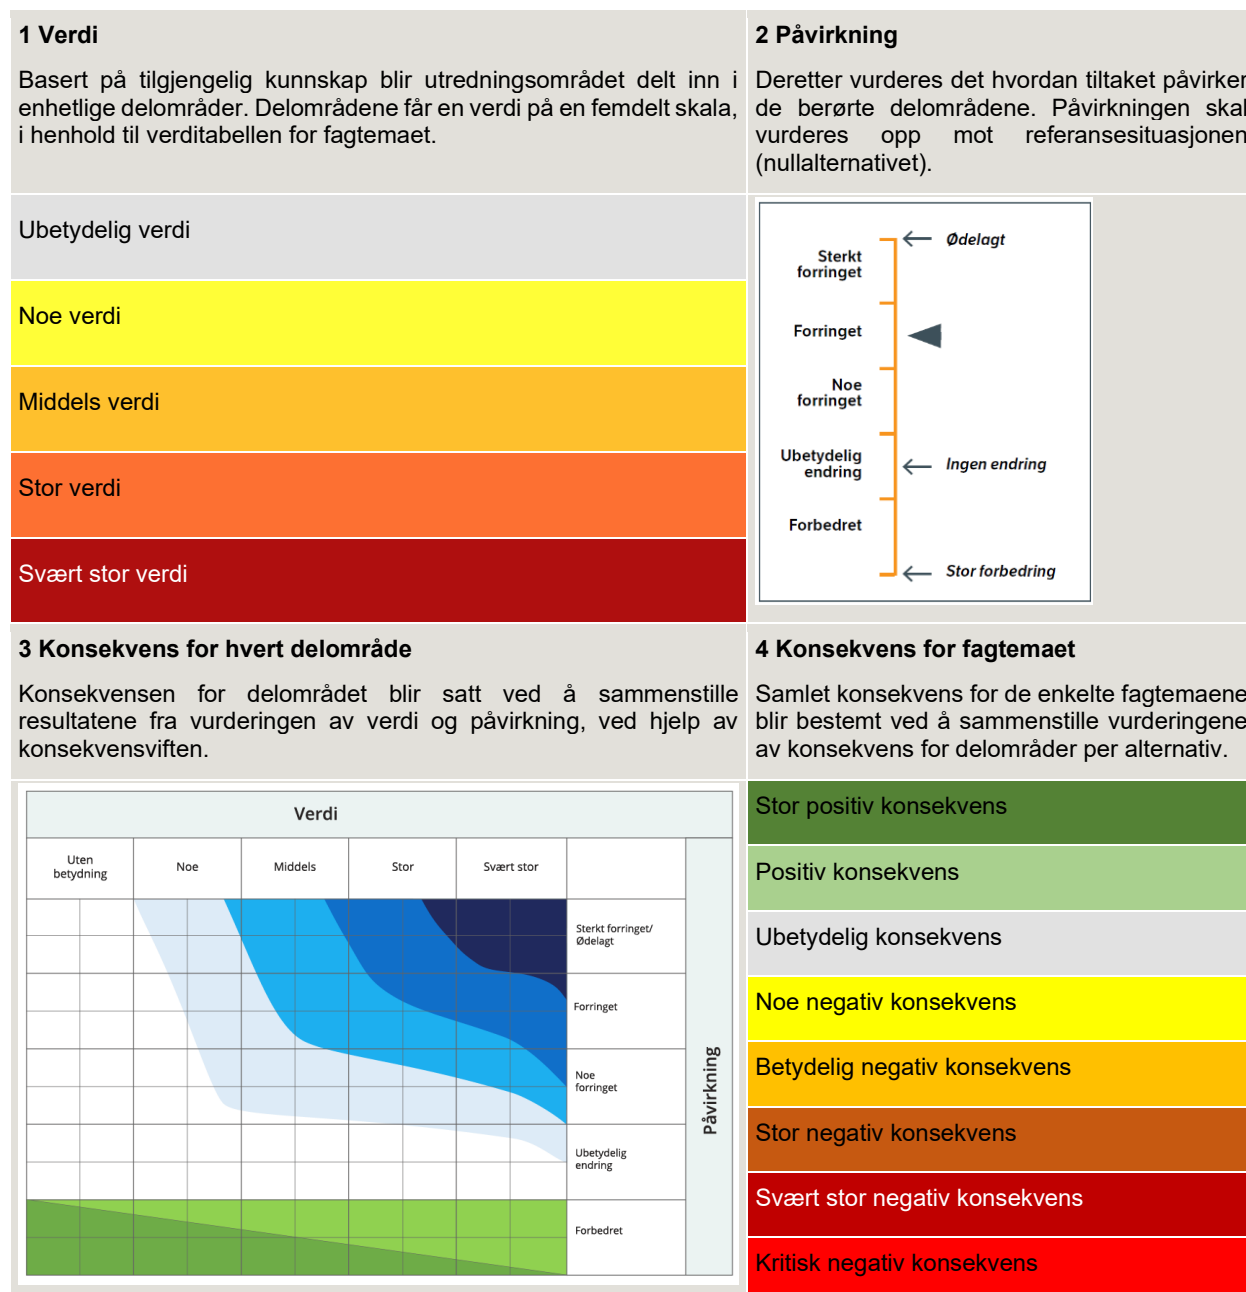 1 Verdi
Basert på tilgjengelig kunnskap blir utredningsområdet delt inn i
enhetlige delområder. Delområdene får en verdi på en femdelt skala,
i henhold til verditabellen for fagtemaet.
2 Påvirkning
Deretter vurderes det hvordan tiltaket påvirker
de berørte delområdene. Påvirkningen skal
vurderes opp mot referansesituasjonen
(nullalternativet).
Ubetydelig verdi
Noe verdi
Middels verdi
Stor verdi
Svært stor verdi
Ødelagt
Sterkt
forringet
Forringet
Noe
forringet
Ubetydelig
endring
Ingen endring
Forbedret
Stor forbedring
3 Konsekvens for hvert delområde
Konsekvensen for delområdet blir satt ved å sammenstille
resultatene fra vurderingen av verdi og påvirkning, ved hjelp av
konsekvensviften.
4 Konsekvens for fagtemaet
Samlet konsekvens for de enkelte fagtemaene
blir bestemt ved å sammenstille vurderingene
av konsekvens for delområder per alternativ.
Verdi
Uten
betydning
Noe
Middels
Stor
Svært stor
Sterkt forringet/
Ødelagt
Forringet
Noe
forringet
Ubetydelig
endring
Forbedret
Påvirkning
Stor positiv konsekvens
Positiv konsekvens
Ubetydelig konsekvens
Noe negativ konsekvens
Betydelig negativ konsekvens
Stor negativ konsekvens
Svært stor negativ konsekvens
Kritisk negativ konsekvens